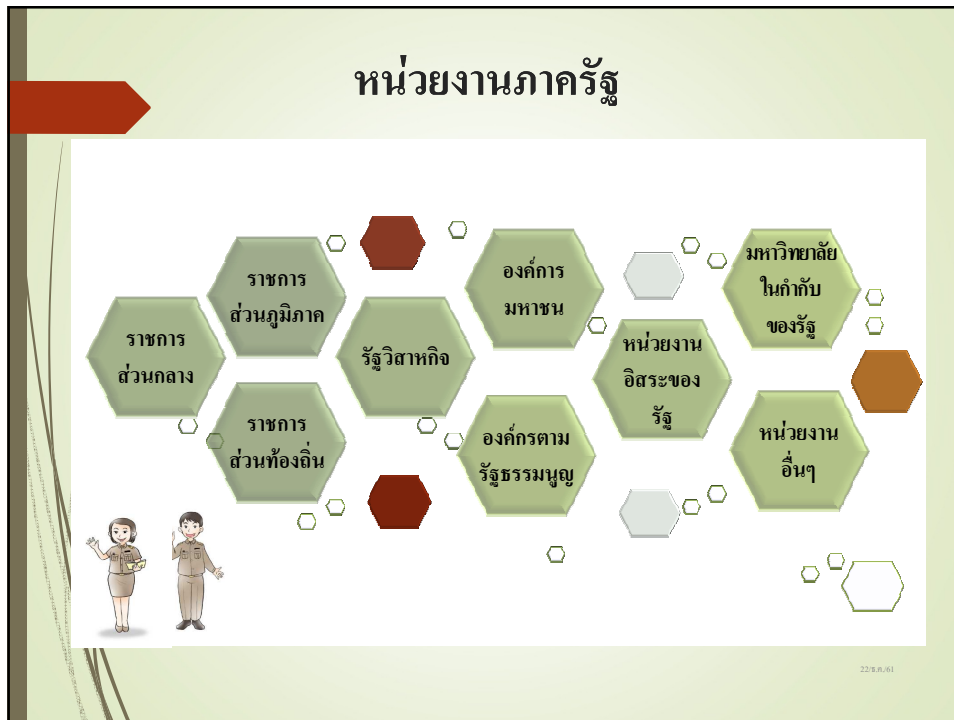 หน่วยงานภาครัฐ
ราชการ
ส่วนกลาง
ราชการ
ส่วนภูมิภาค
ราชการ
ส่วนท้องถิ่น
รัฐวิสาหกิจ
องค์การ
มหาชน
องค์กรตาม
รัฐธรรมนูญ
หน่วยงาน
อิสระของ
รัฐ
มหาวิทยาลัย
ในกำกับ
ของรัฐ
หน่วยงาน
อื่นๆ
22/ธ.ค./61